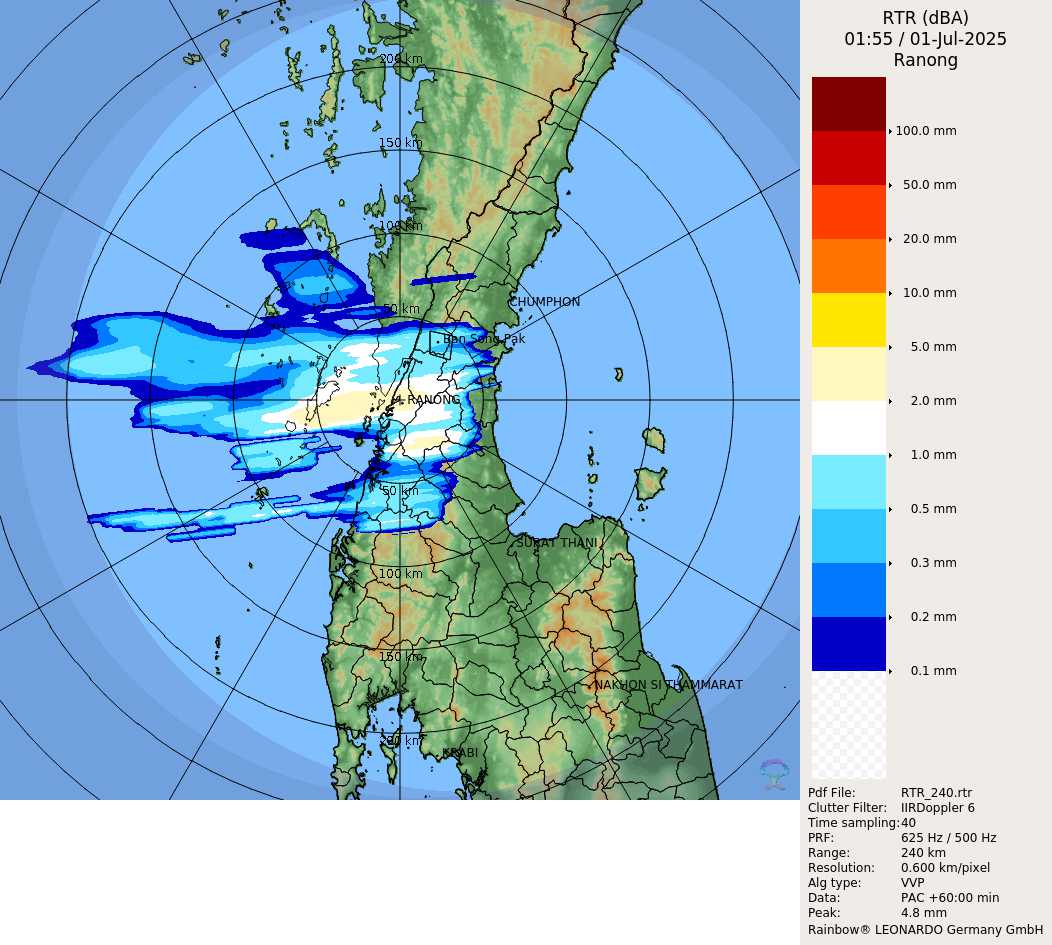 RTR (dBA)
01:55 / 01-Jul-2025
Ranong
200 km
150 km
100 km
50 km
CHUMPHON
Ban Song Pak
RANONG
50 km
SURAT THANI
100 km
150 km
NAKHON SI THAMMARAT
200 km
KRABI
100.0 mm
50.0 mm
20.0 mm
10.0 mm
5.0 mm
2.0 mm
1.0 mm
0.5 mm
0.3 mm
0.2 mm
0.1 mm
Pdf File: RTR_240.rtr
Clutter Filter: IIRDoppler 6
Time sampling: 40
PRF: 625 Hz / 500 Hz
Range: 240 km
Resolution: 0.600 km/pixel
Alg type: VVP
Data: PAC +60:00 min
Peak: 4.8 mm
Rainbow® LEONARDO Germany GmbH